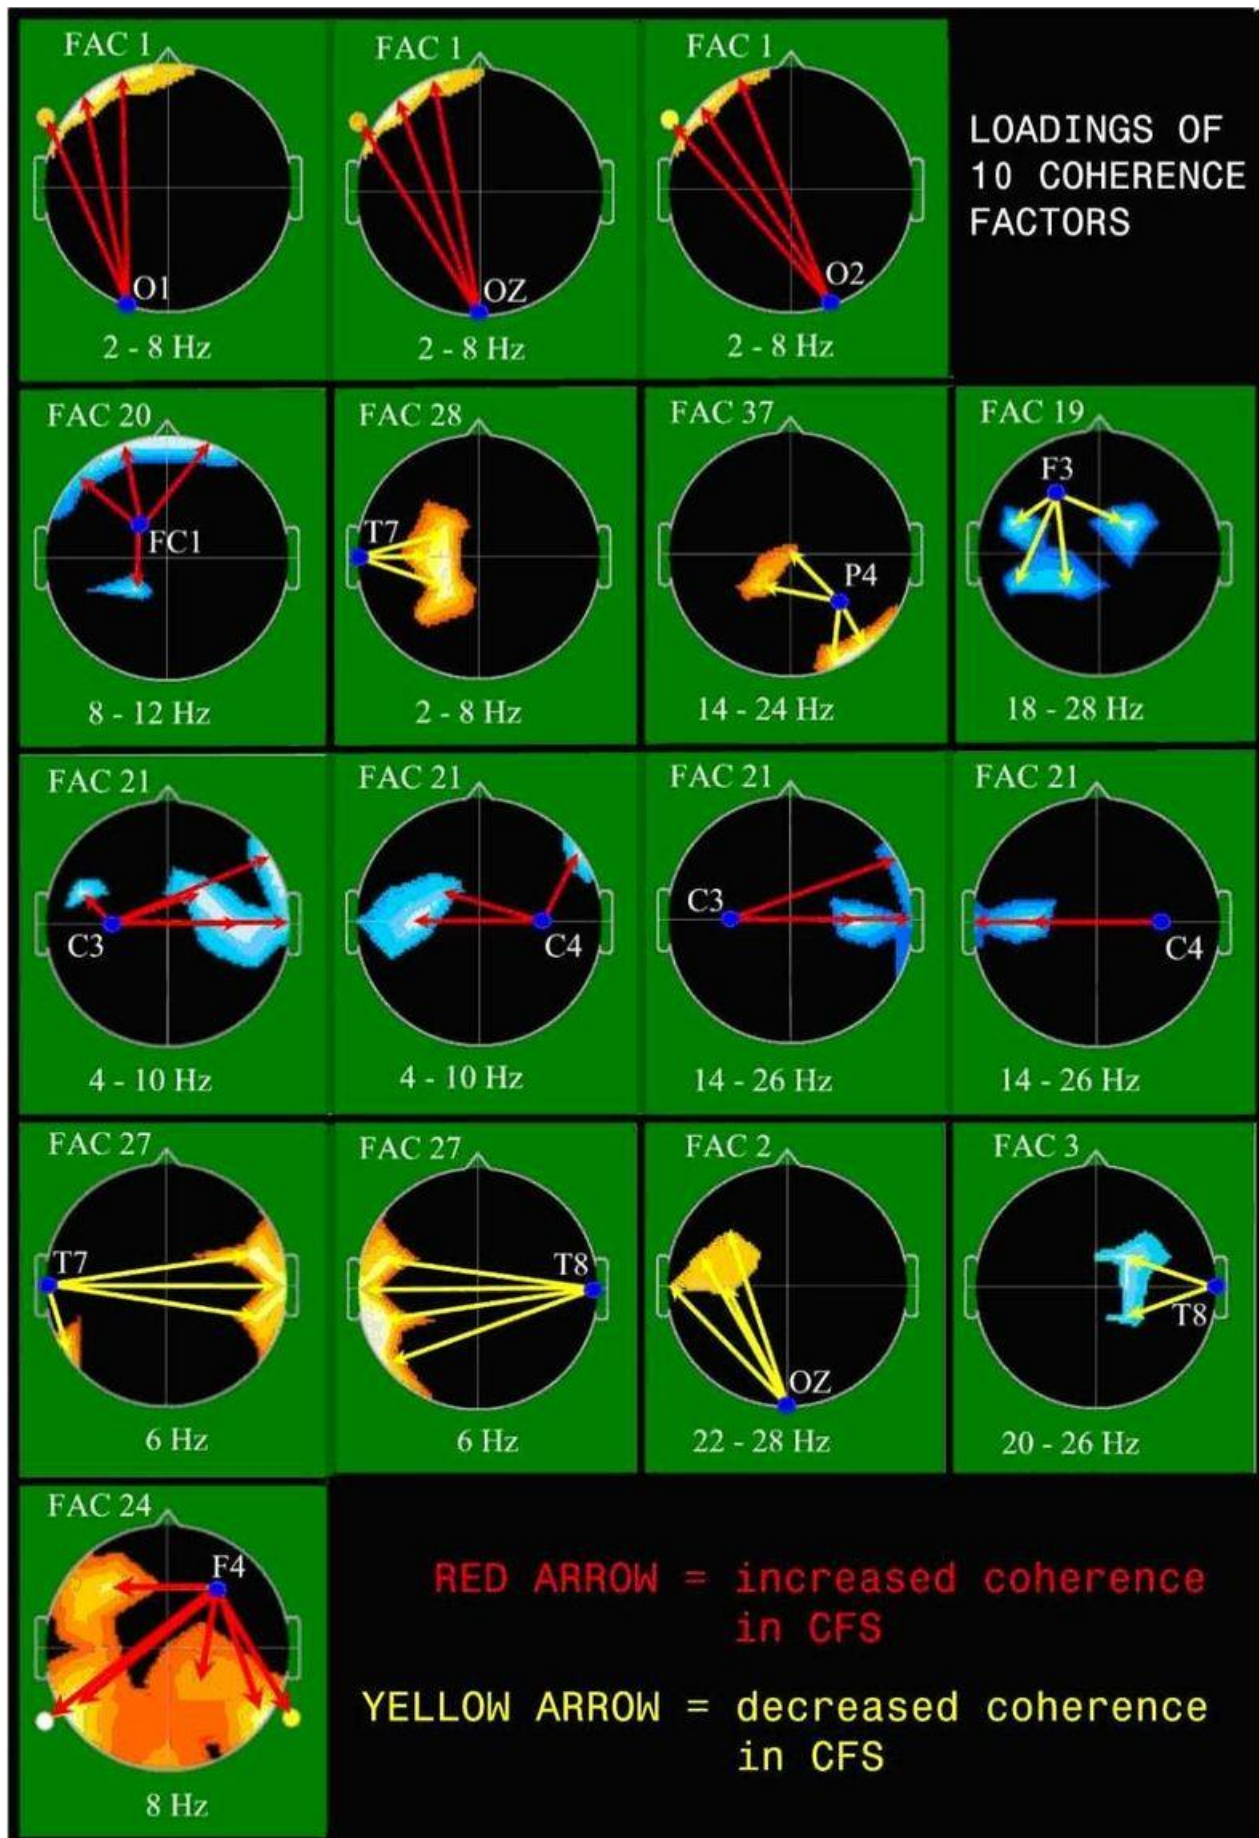 FAC 1
O1
2 - 8 Hz
FAC 1
OZ
2 - 8 Hz
FAC 1
O2
2 - 8 Hz
LOADINGS OF
10 COHERENCE
FACTORS
FAC 20
FC1
8 - 12 Hz
FAC 28
T7
2 - 8 Hz
FAC 37
P4
14 - 24 Hz
FAC 19
F3
18 - 28 Hz
FAC 21
C3
4 - 10 Hz
FAC 21
C4
4 - 10 Hz
FAC 21
C3
14 - 26 Hz
FAC 21
C4
14 - 26 Hz
FAC 27
T7
6 Hz
FAC 27
T8
6 Hz
FAC 2
OZ
22 - 28 Hz
FAC 3
T8
20 - 26 Hz
FAC 24
F4
8 Hz
RED ARROW = increased coherence
in CFS
YELLOW ARROW = decreased coherence
in CFS